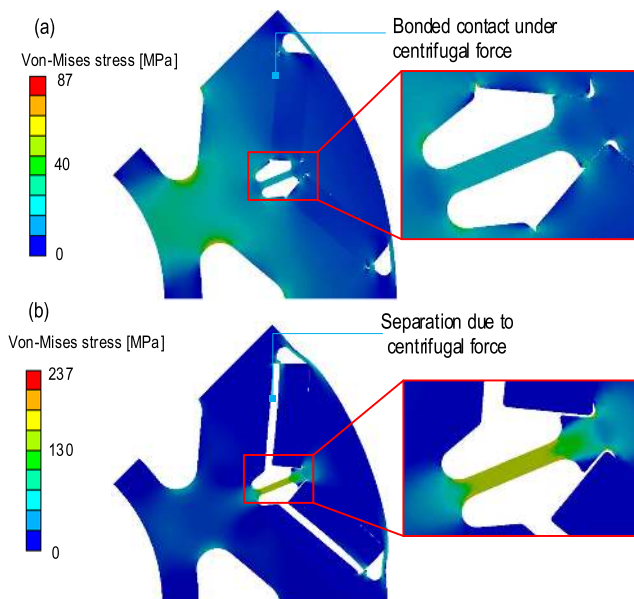 (a)
Bonded contact under
centrifugal force
Von-Mises stress [MPa]
87
40
0
(b)
Separation due to
centrifugal force
Von-Mises stress [MPa]
237
130
0